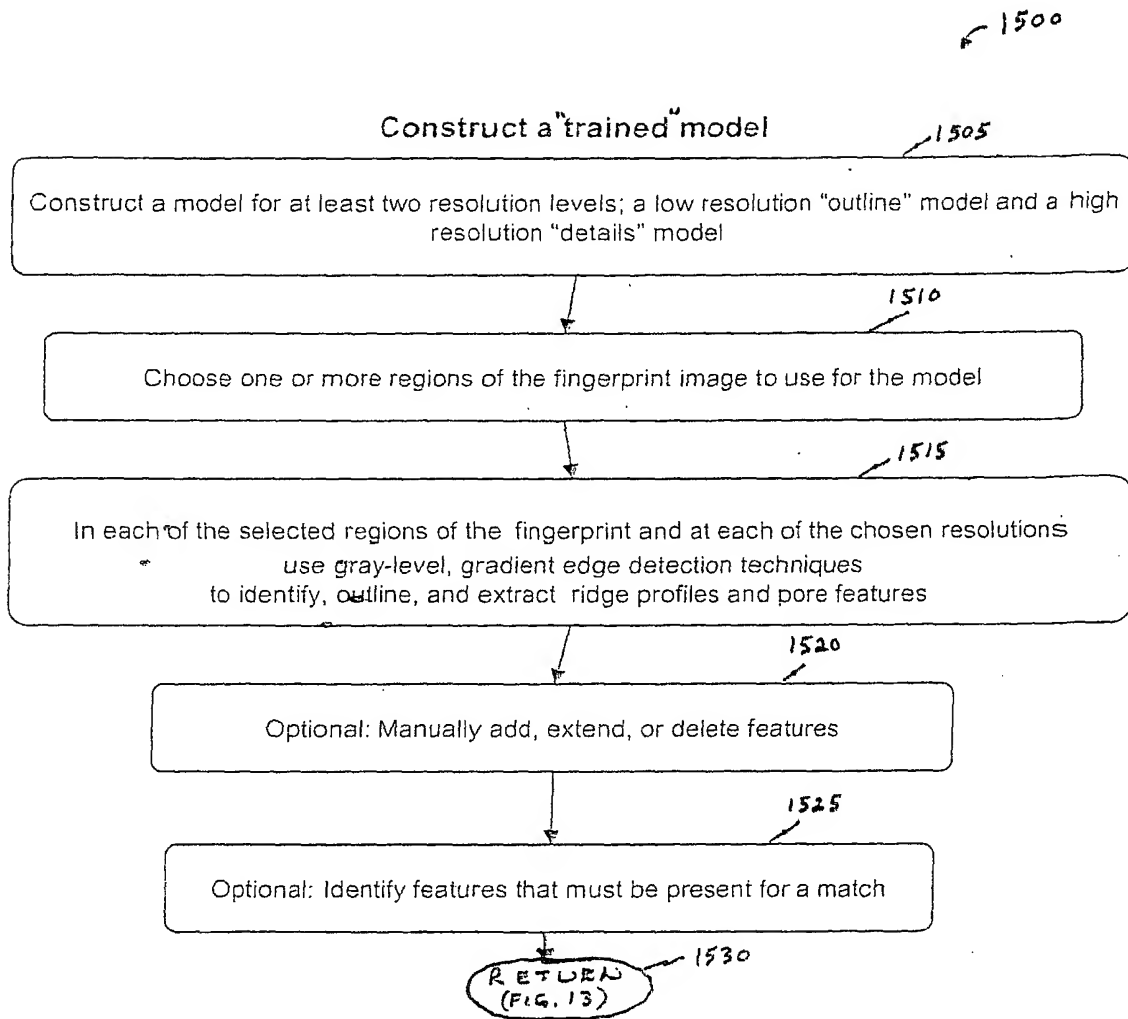 1500
Construct a "trained" model
1505
Construct a model for at least two resolution levels; a low resolution "outline" model and a high
resolution "details" model
1510
Choose one or more regions of the fingerprint image to use for the model
1515
In each of the selected regions of the fingerprint and at each of the chosen resolutions
use gray-level, gradient edge detection techniques
to identify, outline, and extract ridge profiles and pore features
1520
Optional: Manually add, extend, or delete features
1525
Optional: Identify features that must be present for a match
1530
RETURN
(FIG. 13)